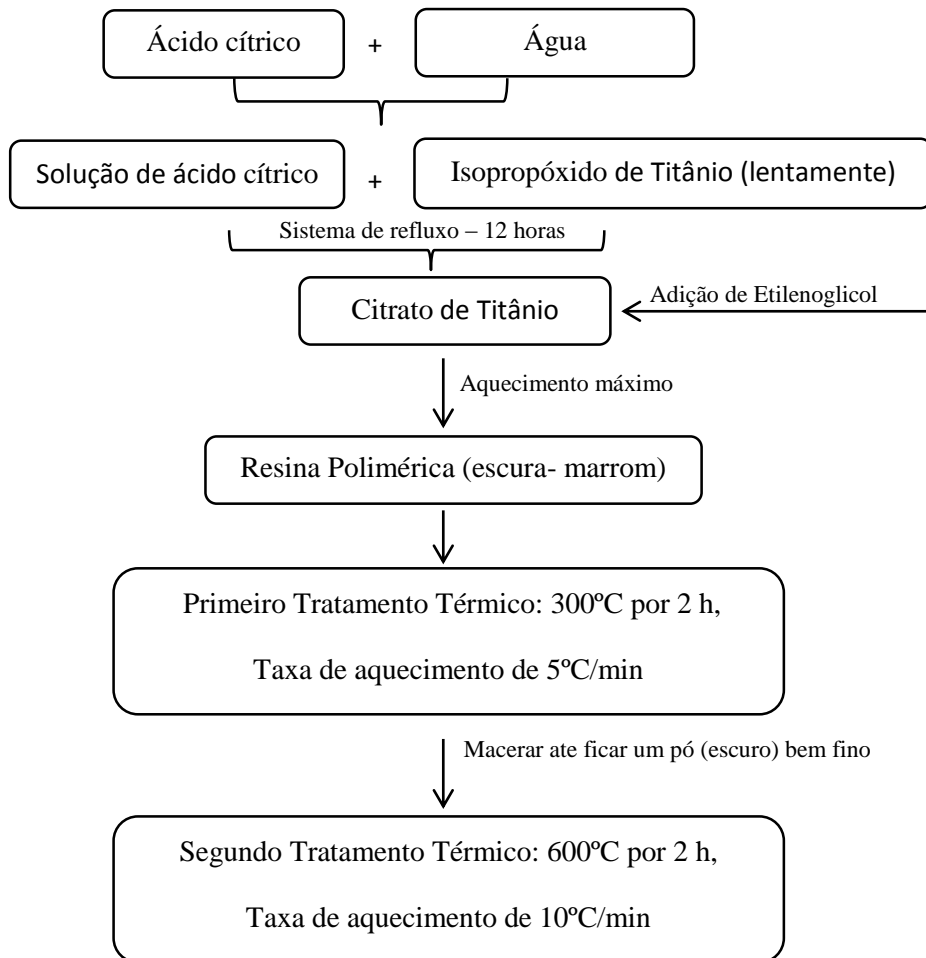 Ácido cítrico + Água
Solução de ácido cítrico + Isopropóxido de Titânio (lentamente)
Sistema de refluxo – 12 horas
Citrato de Titânio
Adição de Etilenoglicol
Aquecimento máximo
Resina Polimérica (escura- marrom)
Primeiro Tratamento Térmico: 300ºC por 2 h,
Taxa de aquecimento de 5ºC/min
Macerar ate ficar um pó (escuro) bem fino
Segundo Tratamento Térmico: 600ºC por 2 h,
Taxa de aquecimento de 10ºC/min